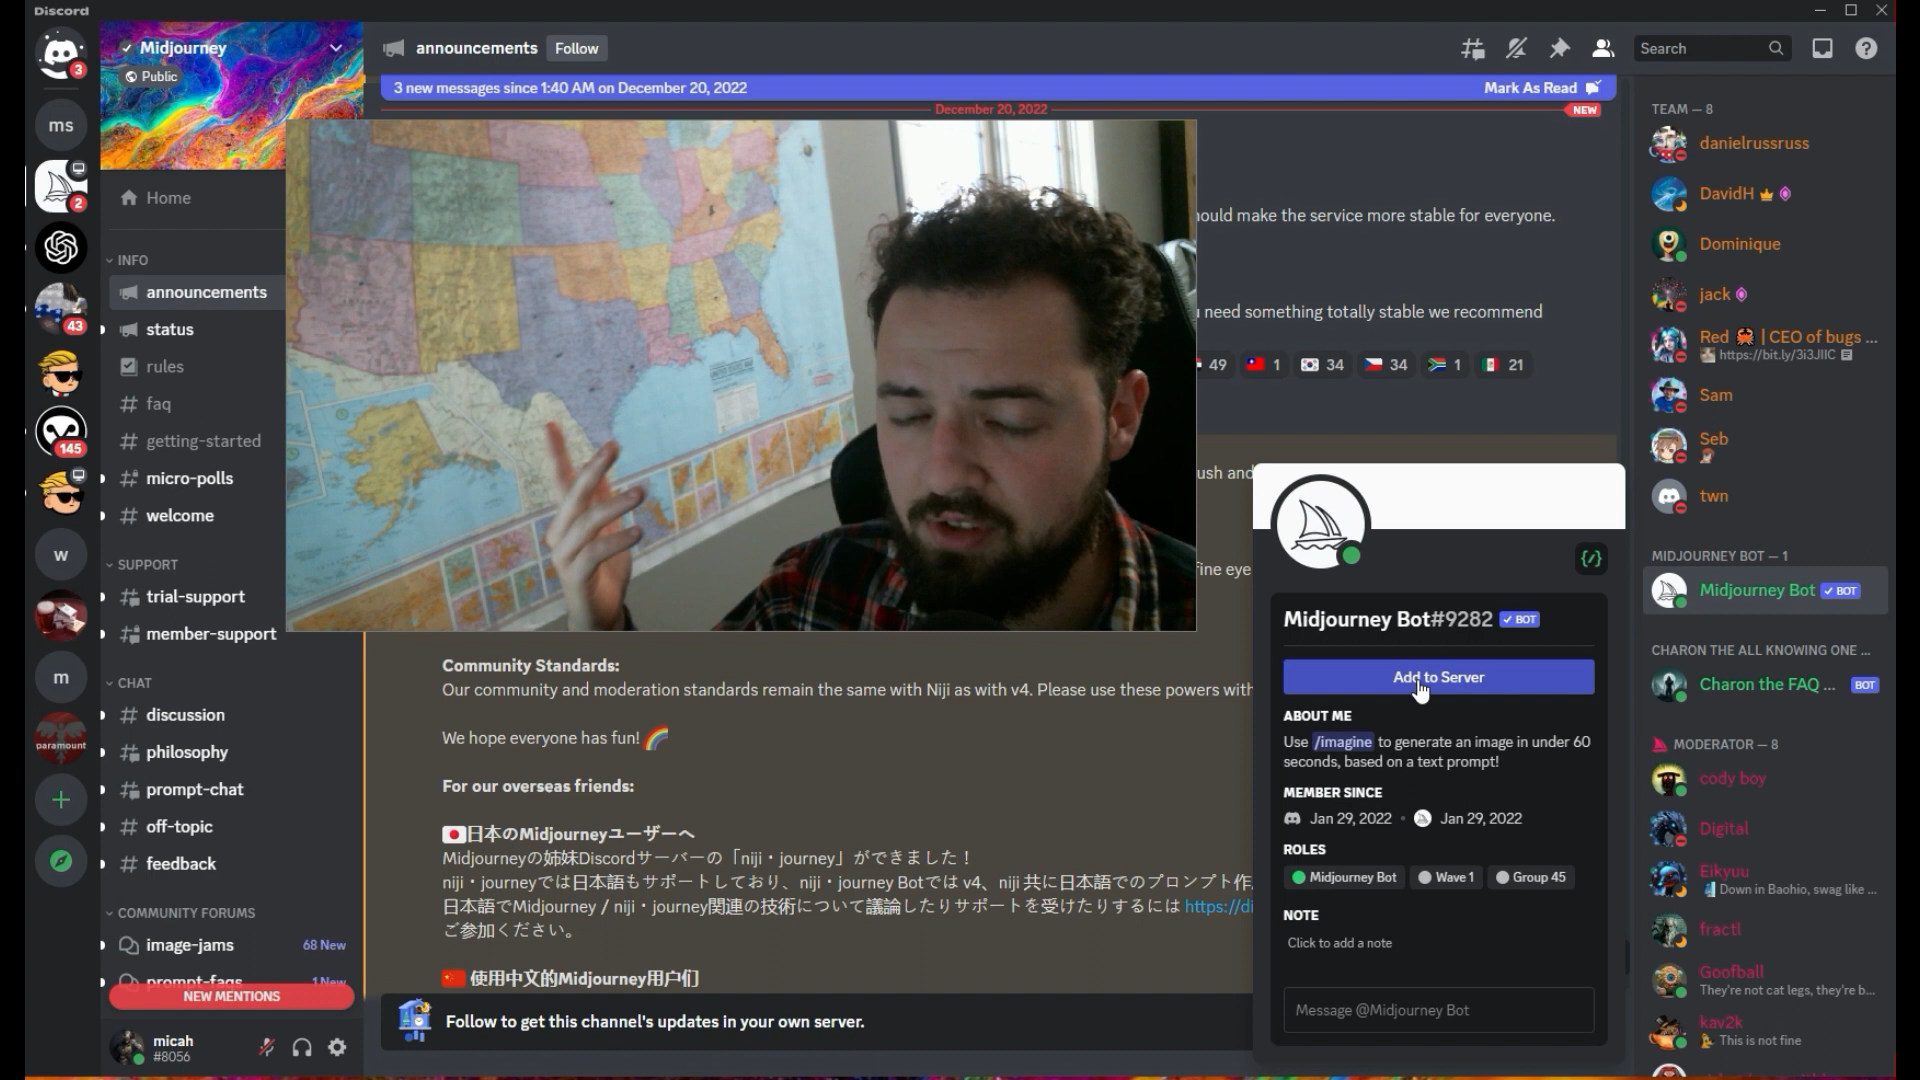 Discord
Midjourney
Public
announcements
Follow
Search
3 new messages since 1:40 AM on December 20, 2022
Mark As Read
December 20, 2022
NEW
3
ms
2
43
145
w
m
paramount
Home
INFO
announcements
status
rules
faq
getting-started
micro-polls
welcome
SUPPORT
trial-support
member-support
CHAT
discussion
philosophy
prompt-chat
off-topic
feedback
COMMUNITY FORUMS
image-jams 68 New
prompt-faqs 1 New
NEW MENTIONS
micah
#8056
ould make the service more stable for everyone.
need something totally stable we recommend
49 1 34 34 1 21
ush and
fine eye
Community Standards:
Our community and moderation standards remain the same with Niji as with v4. Please use these powers with
We hope everyone has fun!
For our overseas friends:
日本のMidjourneyユーザーへ
Midjourneyの姉妹Discordサーバーの「niji・journey」ができました！
niji・journeyでは日本語もサポートしており、niji・journey Botでは v4、niji 共に日本語でのプロンプト作
日本語でMidjourney / niji・journey関連の技術について議論したりサポートを受けたりするには https://di
ご参加ください。
使用中文的Midjourney用户们
Follow to get this channel's updates in your own server.
Midjourney Bot#9282 BOT
Add to Server
ABOUT ME
Use /imagine to generate an image in under 60
seconds, based on a text prompt!
MEMBER SINCE
Jan 29, 2022 • Jan 29, 2022
ROLES
Midjourney Bot Wave 1 Group 45
NOTE
Click to add a note
Message @Midjourney Bot
TEAM — 8
danielrussruss
DavidH
Dominique
jack
Red | CEO of bugs ...
https://bit.ly/3i3JIIC
Sam
Seb
twn
MIDJOURNEY BOT — 1
Midjourney Bot BOT
CHARON THE ALL KNOWING ONE ...
Charon the FAQ ... BOT
MODERATOR — 8
cody boy
Digital
Eikyuu
Down in Baohio, swag like ...
fractl
Goofball
They're not cat legs, they're b...
kav2k
This is not fine